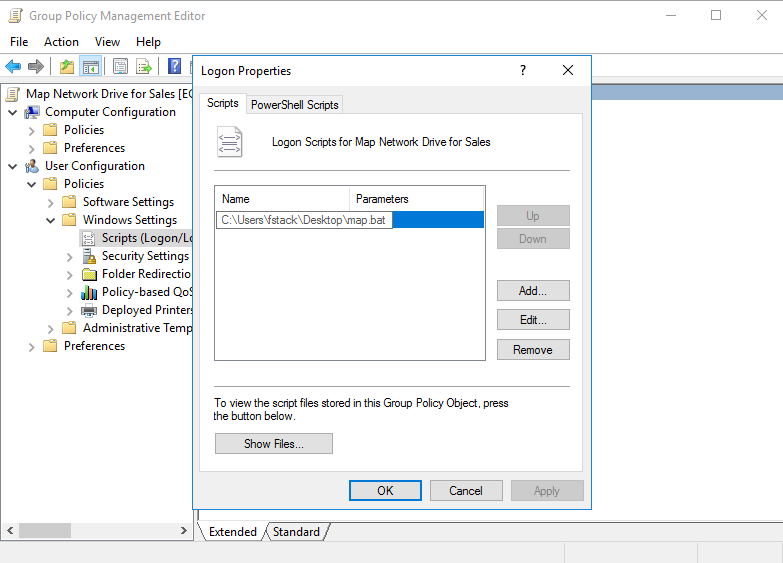 Group Policy Management Editor
File Action View Help
Map Network Drive for Sales [E
Computer Configuration
Policies
Preferences
User Configuration
Policies
Software Settings
Windows Settings
Scripts (Logon/Lo
Security Settings
Folder Redirectio
Policy-based QoS
Deployed Printers
Administrative Temp
Preferences
Logon Properties
?
Scripts
PowerShell Scripts
Logon Scripts for Map Network Drive for Sales
Name Parameters
C:\Users\fstack\Desktop\map.bat
Up
Down
Add...
Edit...
Remove
To view the script files stored in this Group Policy Object, press
the button below.
Show Files...
OK Cancel Apply
Extended Standard